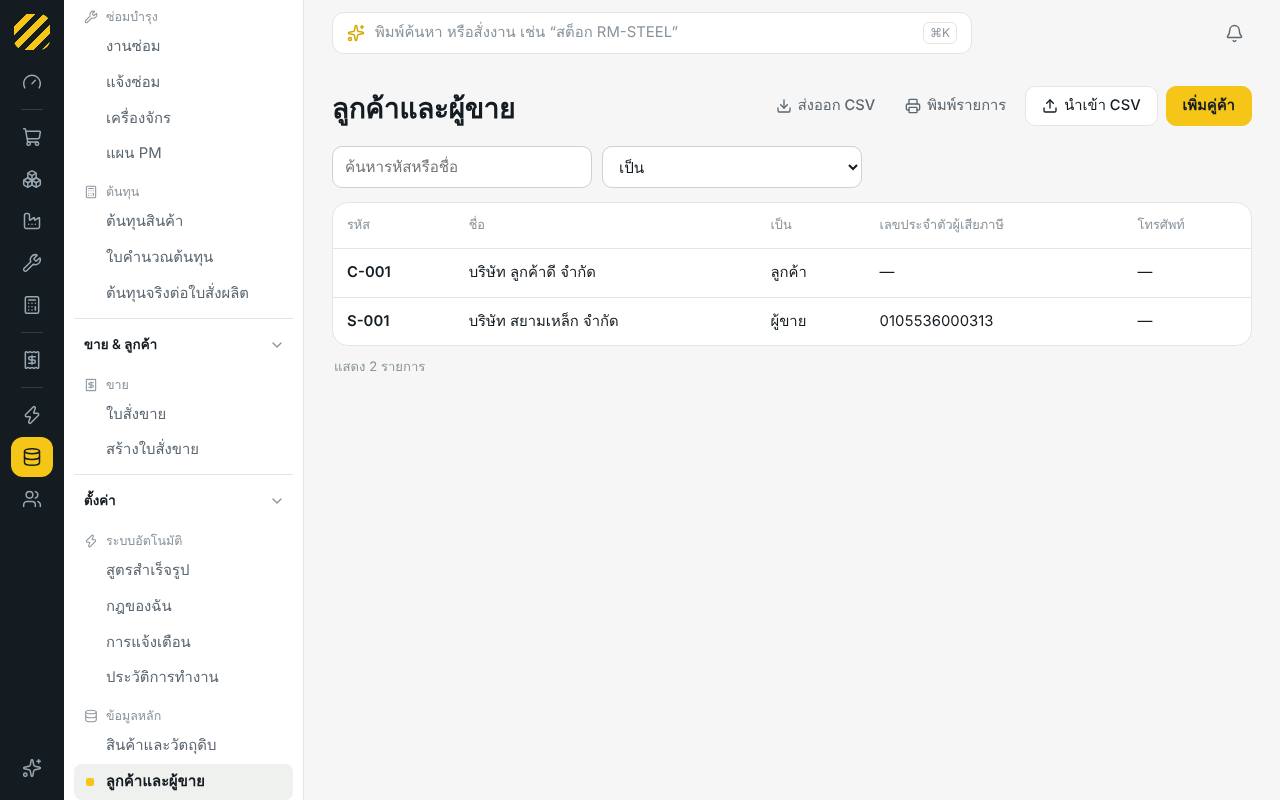 ซ่อมบำรุง
งานซ่อม
แจ้งซ่อม
เครื่องจักร
แผน PM
ต้นทุน
ต้นทุนสินค้า
ใบคำนวณต้นทุน
ต้นทุนจริงต่อใบสั่งผลิต
ขาย & ลูกค้า
ขาย
ใบสั่งขาย
สร้างใบสั่งขาย
ตั้งค่า
ระบบอัตโนมัติ
สูตรสำเร็จรูป
กฎของฉัน
การแจ้งเตือน
ประวัติการทำงาน
ข้อมูลหลัก
สินค้าและวัตถุดิบ
ลูกค้าและผู้ขาย
พิมพ์ค้นหา หรือสั่งงาน เช่น “สต็อก RM-STEEL” ⌘K
ลูกค้าและผู้ขาย
ส่งออก CSV พิมพ์รายการ นำเข้า CSV เพิ่มคู่ค้า
ค้นหารหัสหรือชื่อ เป็น
รหัส ชื่อ เป็น เลขประจำตัวผู้เสียภาษี โทรศัพท์
C-001 บริษัท ลูกค้าดี จำกัด ลูกค้า — —
S-001 บริษัท สยามเหล็ก จำกัด ผู้ขาย 0105536000313 —
แสดง 2 รายการ